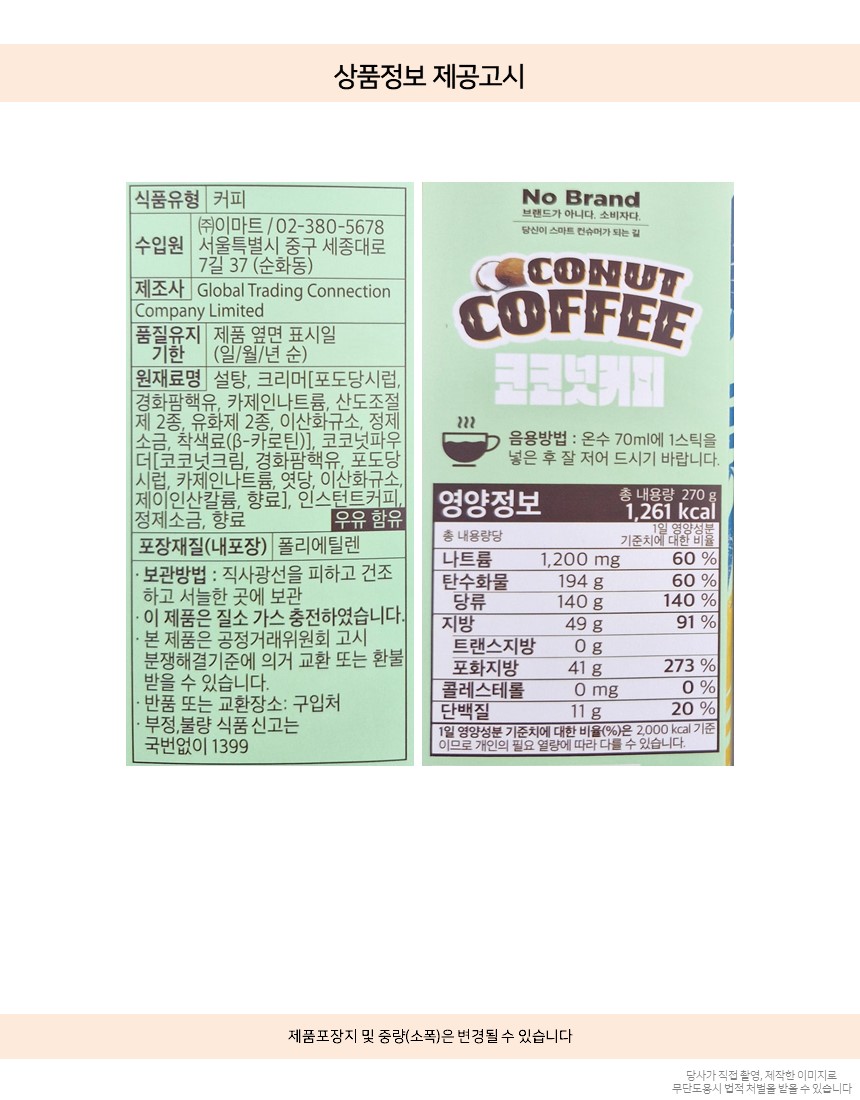 상품정보 제공고시
식품유형 커피
수입원 ㈜이마트 / 02-380-5678
서울특별시 중구 세종대로
7길 37 (순화동)
제조사 Global Trading Connection
Company Limited
품질유지기한 제품 옆면 표시일
(일/월/년 순)
원재료명 설탕, 크리머[포도당시럽,
경화팜핵유, 카제인나트륨, 산도조절
제 2종, 유화제 2종, 이산화규소, 정제
소금, 착색료(β-카로틴)], 코코넛파우
더[코코넛크림, 경화팜핵유, 포도당
시럽, 카제인나트륨, 엿당, 이산화규소,
제이인산칼륨, 향료], 인스턴트커피,
정제소금, 향료 우유 함유
포장재질(내포장) 폴리에틸렌
· 보관방법 : 직사광선을 피하고 건조
하고 서늘한 곳에 보관
· 이 제품은 질소 가스 충전하였습니다.
· 본 제품은 공정거래위원회 고시
분쟁해결기준에 의거 교환 또는 환불
받을 수 있습니다.
· 반품 또는 교환장소: 구입처
· 부정,불량 식품 신고는
국번없이 1399
No Brand
브랜드가 아니다. 소비자다.
당신이 스마트 컨슈머가 되는 길
COCONUT
COFFEE
코코넛커피
음용방법 : 온수 70ml에 1스틱을
넣은 후 잘 저어 드시기 바랍니다.
영양정보 총 내용량 270 g
1,261 kcal
총 내용량당 1일 영양성분
기준치에 대한 비율
나트륨 1,200 mg 60 %
탄수화물 194 g 60 %
당류 140 g 140 %
지방 49 g 91 %
트랜스지방 0 g
포화지방 41 g 273 %
콜레스테롤 0 mg 0 %
단백질 11 g 20 %
1일 영양성분 기준치에 대한 비율(%)은 2,000 kcal 기준
이므로 개인의 필요 열량에 따라 다를 수 있습니다.
제품포장지 및 중량(소폭)은 변경될 수 있습니다
당사가 직접 촬영, 제작한 이미지로
무단도용시 법적 처벌을 받을 수 있습니다